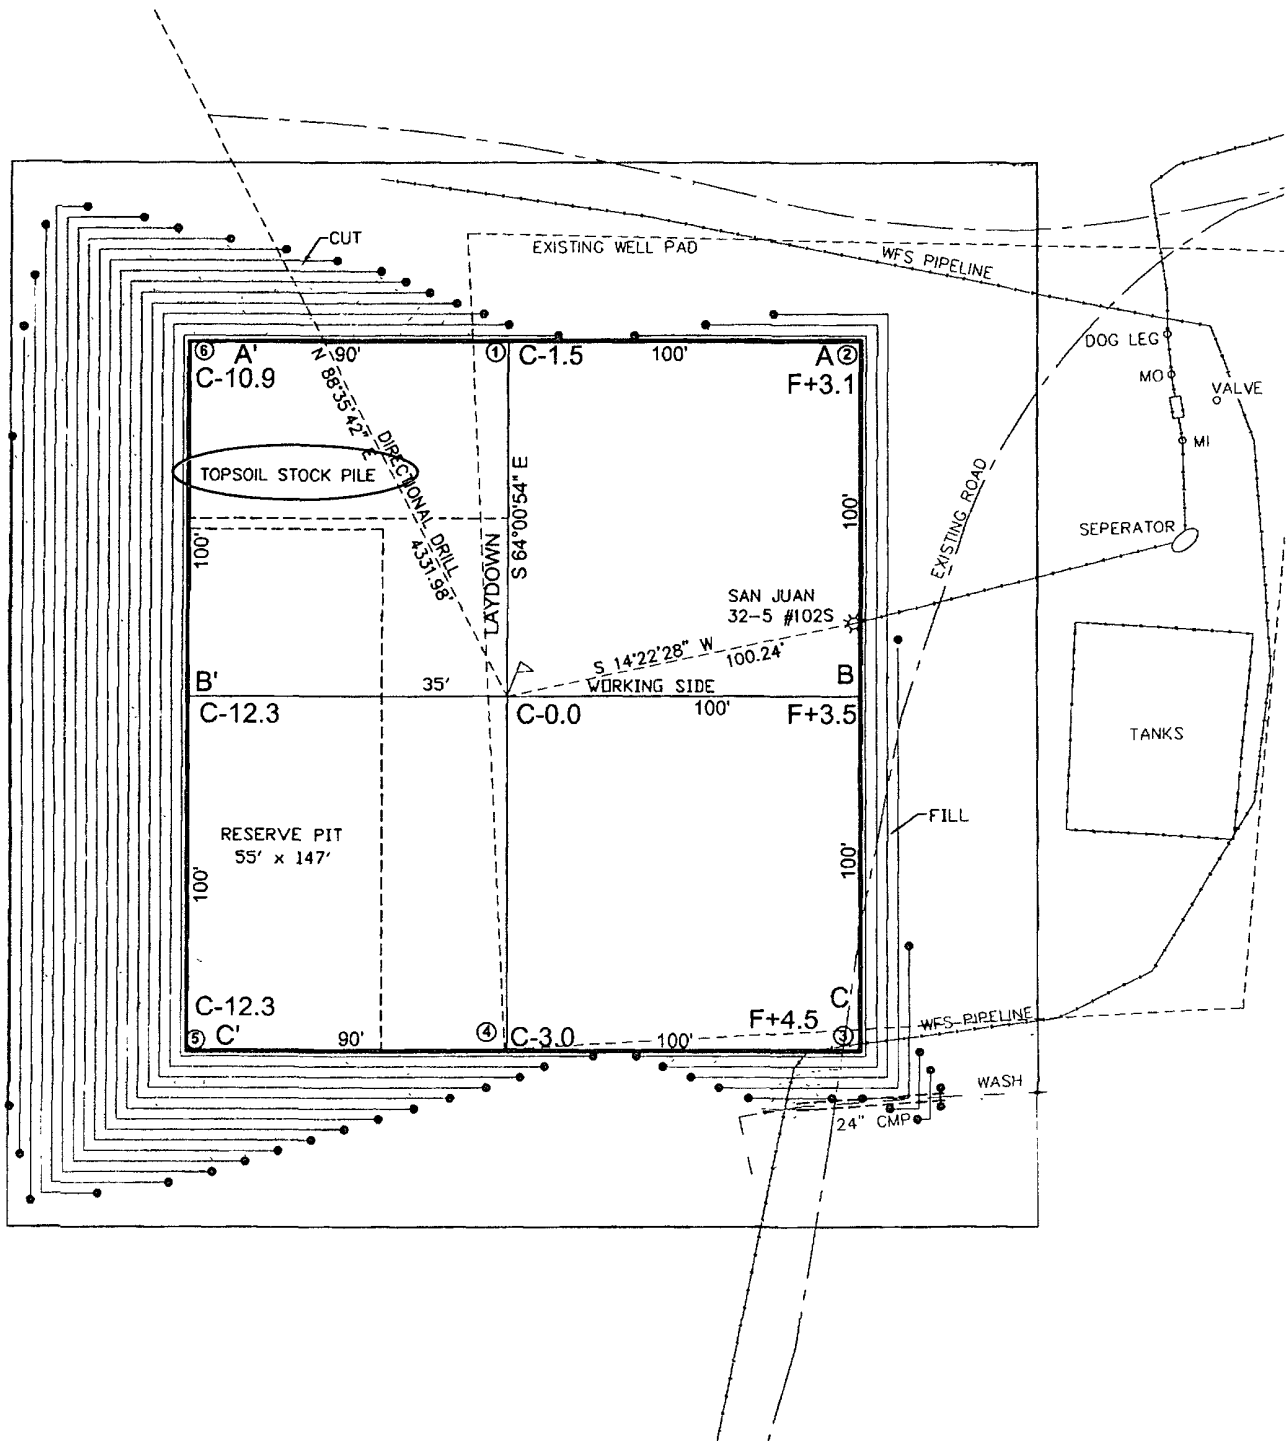 CUT
EXISTING WELL PAD
WFS PIPELINE
DOG LEG
MO
VALVE
MI
⑥ A' 90' ① C-1.5 100' A ②
C-10.9
F+3.1
N 88°35'42" E
DIRECTIONAL DRILL
4331.98'
TOPSOIL STOCK PILE
LAYDOWN
S 64°00'54" E
100'
100'
EXISTING ROAD
SEPERATOR
SAN JUAN
32-5 #102S
S 14°22'28" W
100.24'
B' 35' WORKING SIDE B
C-12.3 C-0.0 100' F+3.5
TANKS
RESERVE PIT
55' x 147'
FILL
100'
100'
C-12.3
C
F+4.5
WFS PIPELINE
⑤ C' 90' ④ C-3.0 100' ③
WASH
24" CMP